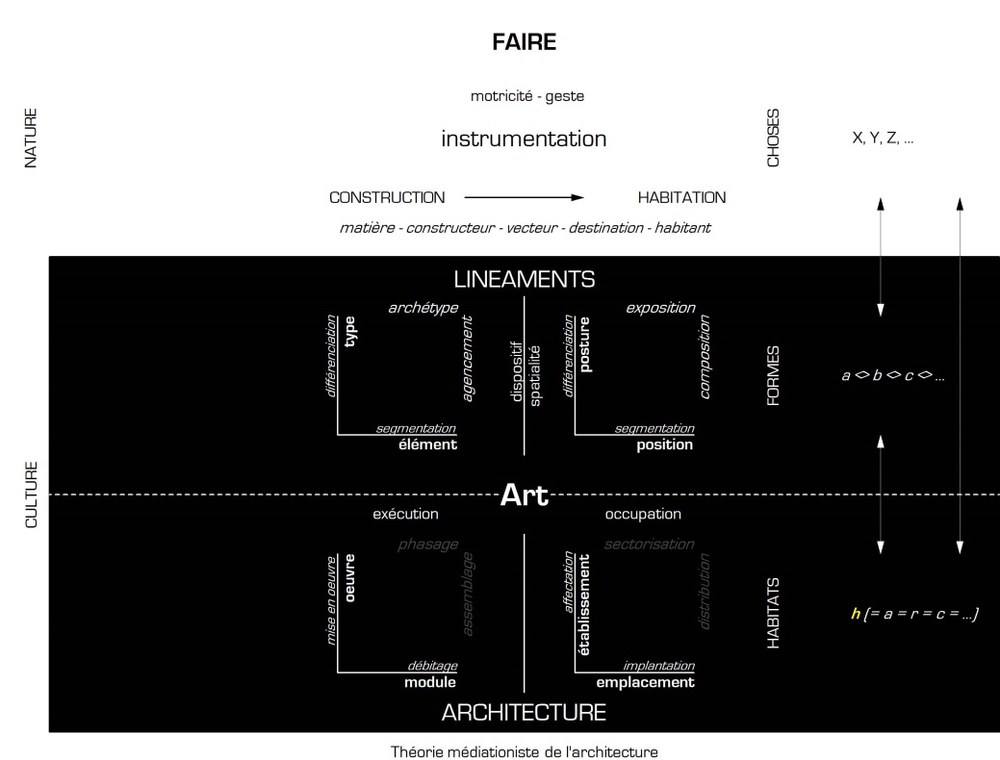 FAIRE
motricité - geste
NATURE
instrumentation
CHOSES
X, Y, Z, ...
CONSTRUCTION
HABITATION
matière - constructeur - vecteur - destination - habitant
LINEAMENTS
archétype
exposition
différenciation
type
agencement
dispositif
spatialité
différenciation
posture
composition
FORMES
a <> b <> c <> ...
segmentation
élément
segmentation
position
CULTURE
Art
exécution
occupation
phasage
sectorisation
mise en oeuvre
oeuvre
assemblage
affectation
établissement
distribution
HABITATS
h (= a = r = c = ...)
débitage
module
implantation
emplacement
ARCHITECTURE
Théorie médiationiste de l'architecture